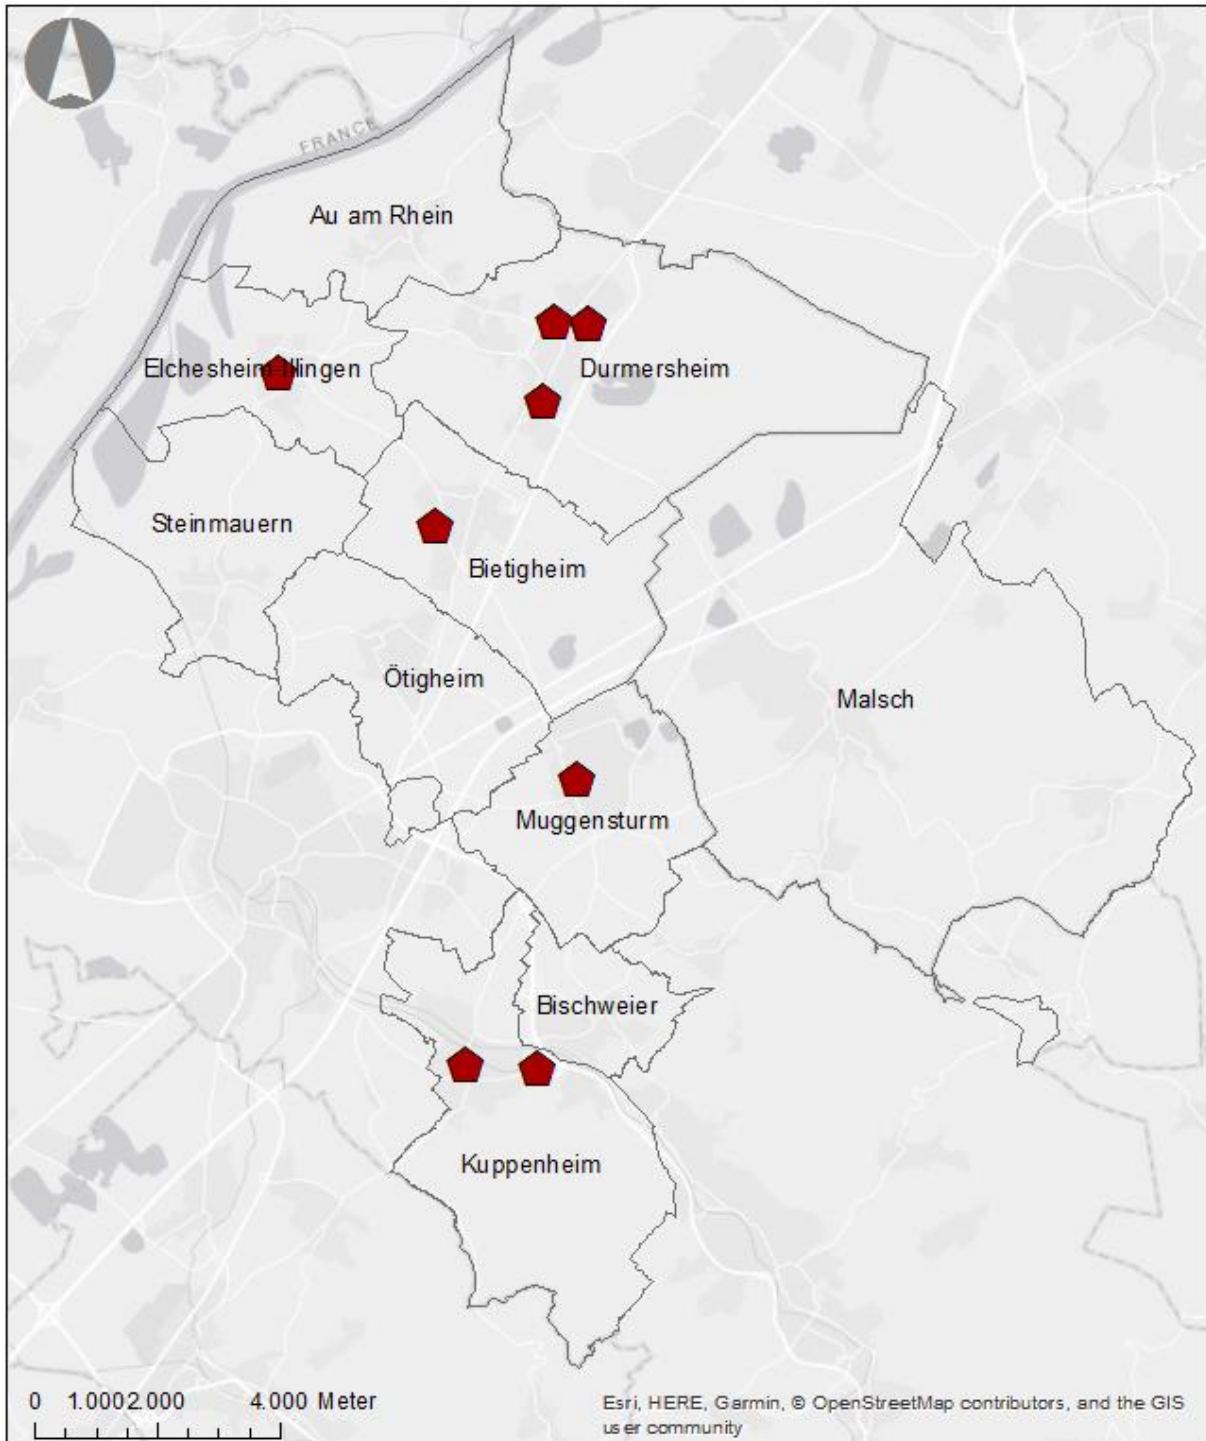 FRANCE
Au am Rhein
Elchesheim-Illingen
Durmersheim
Steinmauern
Bietigheim
Ötigheim
Malsch
Muggensturm
Bischweier
Kuppenheim
0 1.000 2.000 4.000 Meter
Esri, HERE, Garmin, © OpenStreetMap contributors, and the GIS
user community